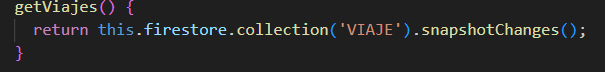 getViajes() {
return this.firestore.collection('VIAJE').snapshotChanges();
}